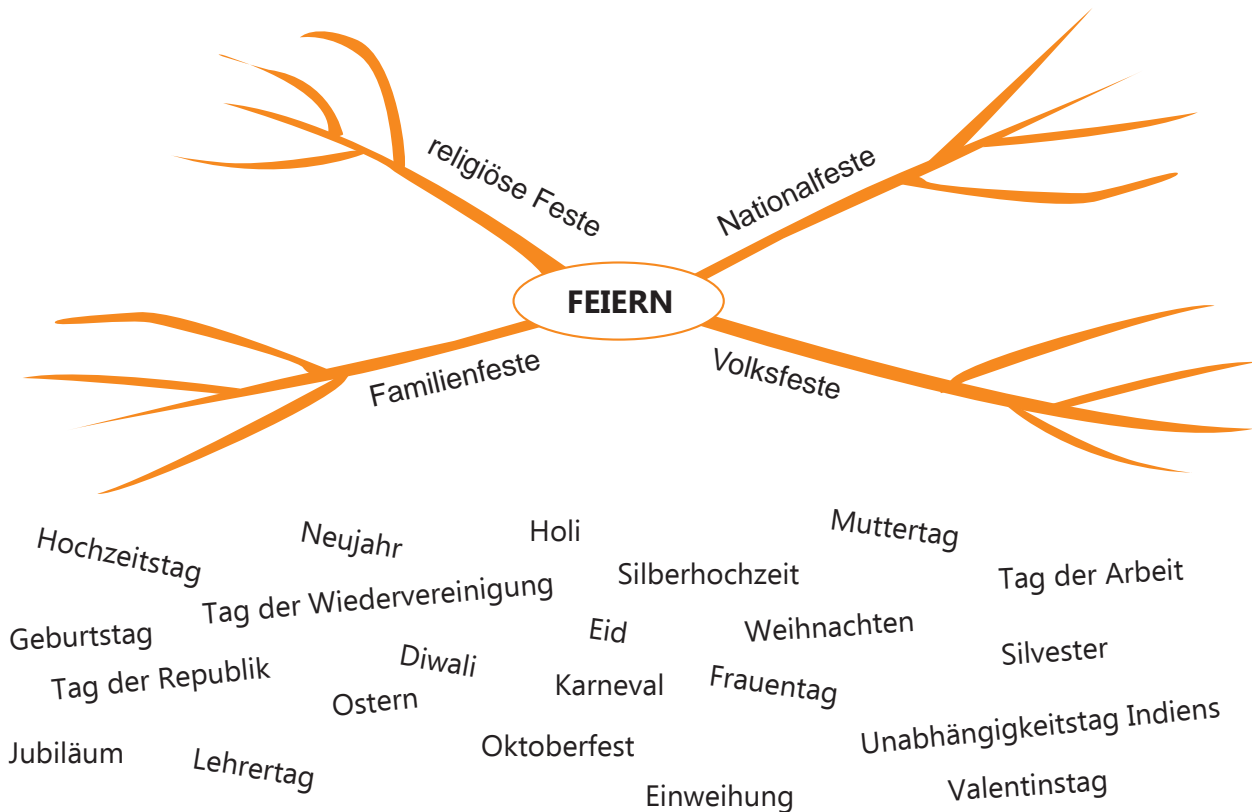 religiöse Feste
Nationalfeste
FEIERN
Familienfeste
Volksfeste
Hochzeitstag
Neujahr
Holi
Muttertag
Silberhochzeit
Tag der Arbeit
Tag der Wiedervereinigung
Geburtstag
Eid
Weihnachten
Silvester
Tag der Republik
Diwali
Karneval
Frauentag
Ostern
Unabhängigkeitstag Indiens
Jubiläum
Lehrertag
Oktoberfest
Einweihung
Valentinstag